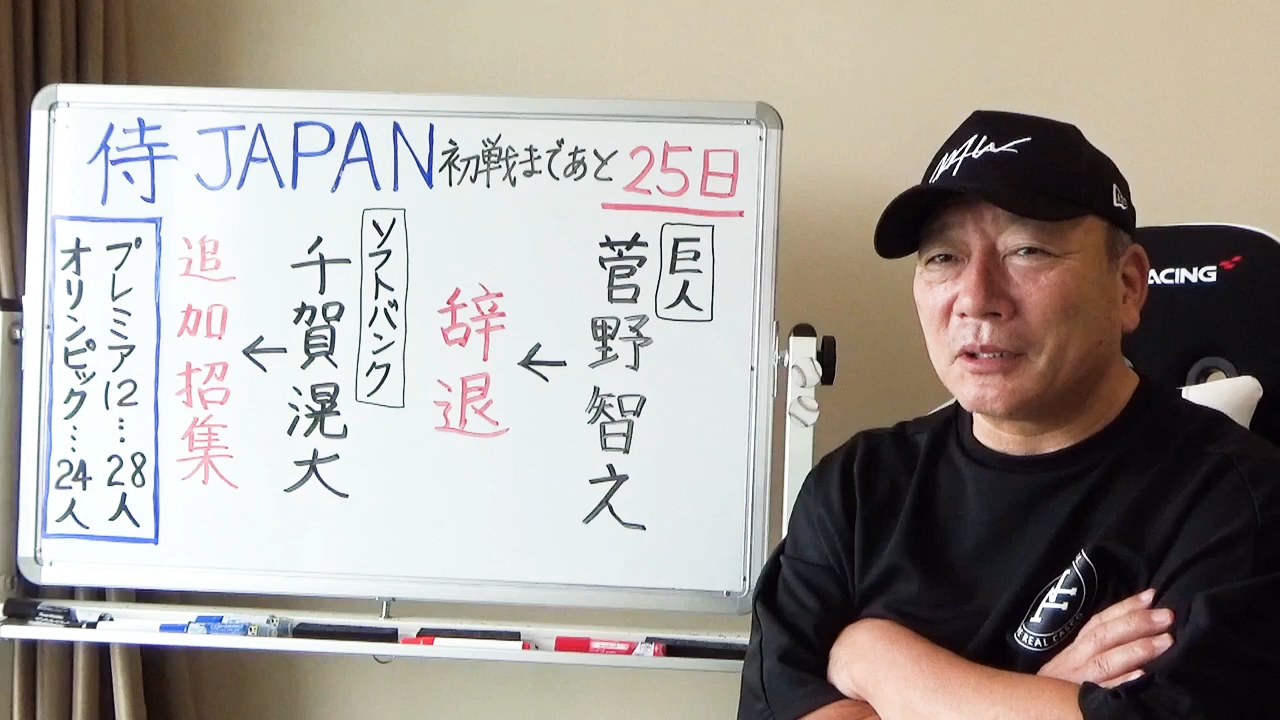 侍JAPAN初戦まであと25日
巨人
菅野智之
←
辞退
ソフトバンク
千賀滉大
←
追加招集
プレミア12…28人
オリンピック…24人
ACING